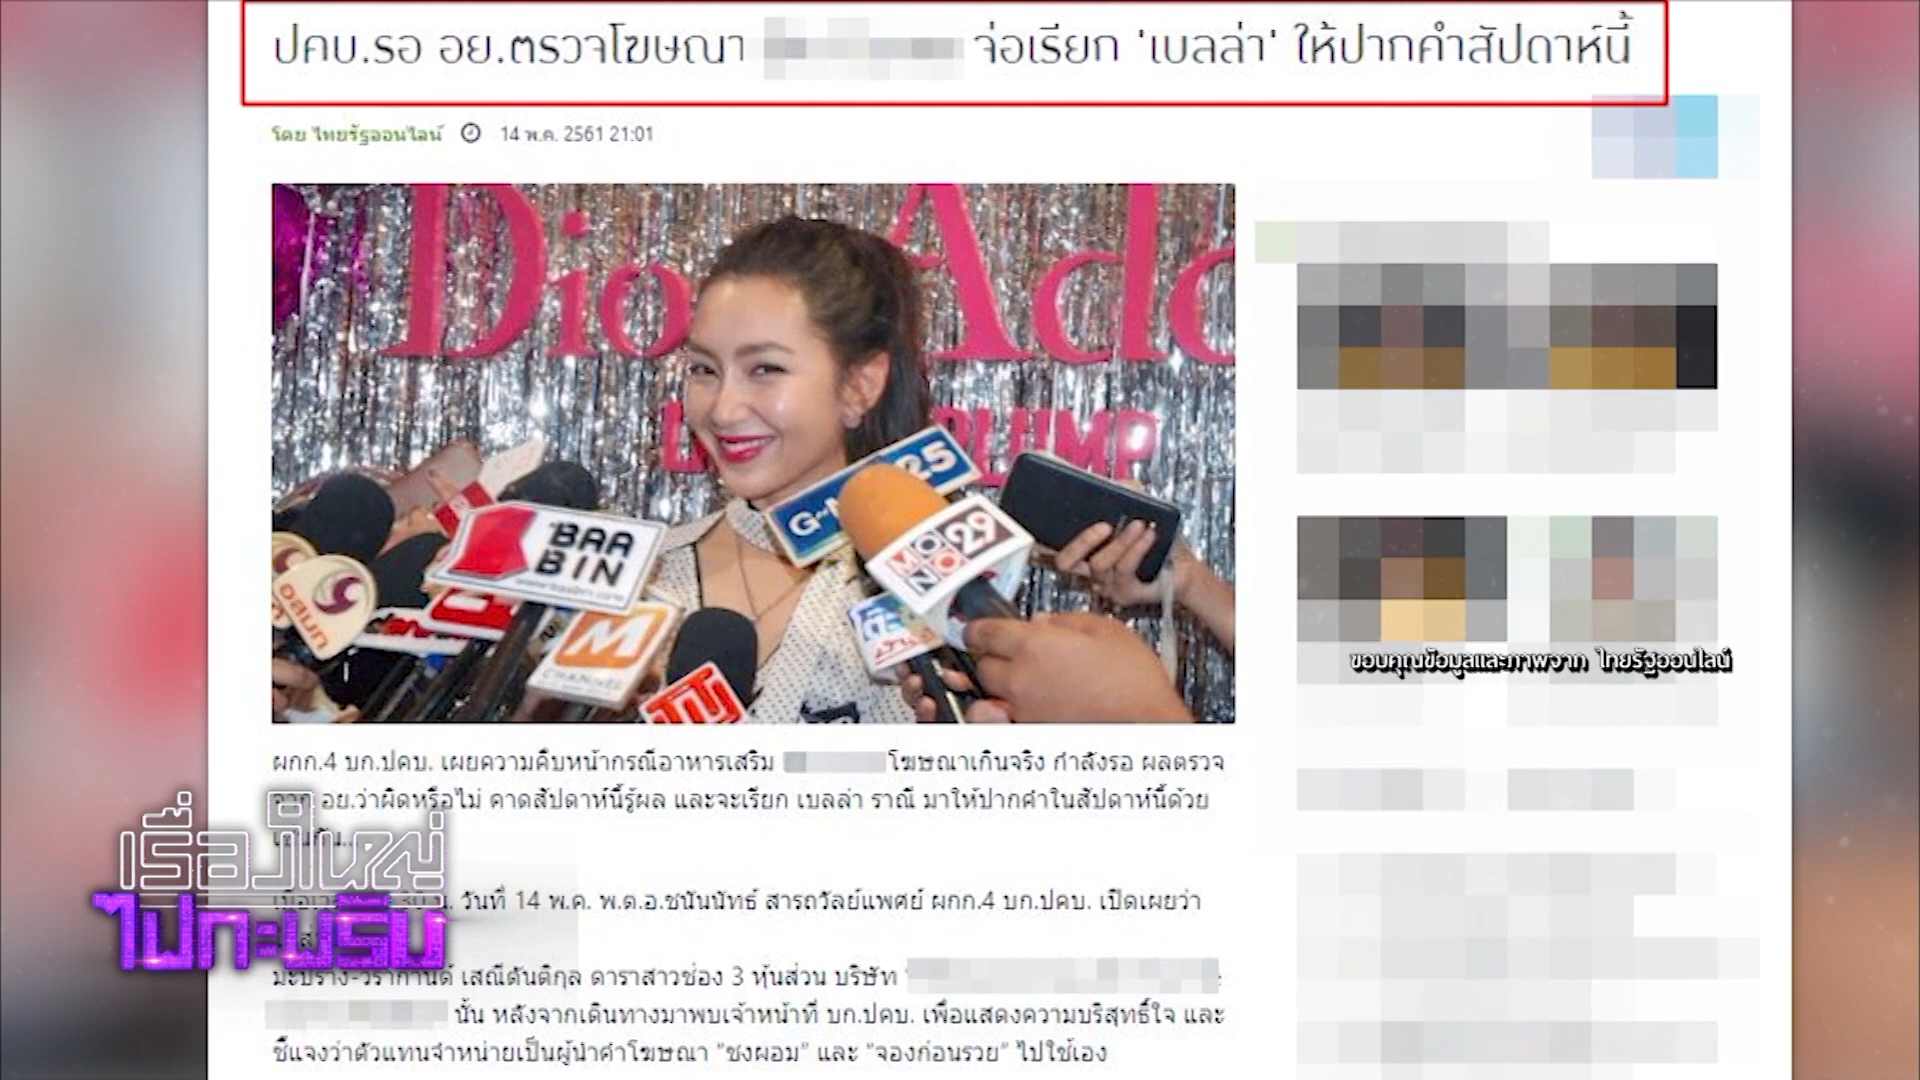 ปคบ.รอ อย.ตรวจโฆษณา จ่อเรียก 'เบลล่า' ให้ปากคำสัปดาห์นี้
โดย ไทยรัฐออนไลน์ 14 พ.ค. 2561 21:01
Dior Add
PLUMP
G 25
BAA
BIN
MONO
29
อสมท
M
CHANNEL
ขอบคุณข้อมูลและภาพจาก ไทยรัฐออนไลน์
ผกก.4 บก.ปคบ. เผยความคืบหน้ากรณีอาหารเสริม โฆษณาเกินจริง กำลังรอ ผลตรวจ
อย.ว่าผิดหรือไม่ คาดสัปดาห์นี้รู้ผล และจะเรียก เบลล่า ราณี มาให้ปากคำในสัปดาห์นี้ด้วย
เรื่องใหญ่
ไฟกะพริบ
วันที่ 14 พ.ค. พ.ต.อ.ชนันนัทธ์ สารถวัลย์แพศย์ ผกก.4 บก.ปคบ. เปิดเผยว่า
มะปราง-วิรากานต์ เสณีตันติกุล ดาราสาวช่อง 3 หุ้นส่วน บริษัท
นั้น หลังจากเดินทางมาพบเจ้าหน้าที่ บก.ปคบ. เพื่อแสดงความบริสุทธิ์ใจ และ
ชี้แจงว่าตัวแทนจำหน่ายเป็นผู้นำคำโฆษณา "ชงผอม" และ "จองก่อนรวย" ไปใช้เอง